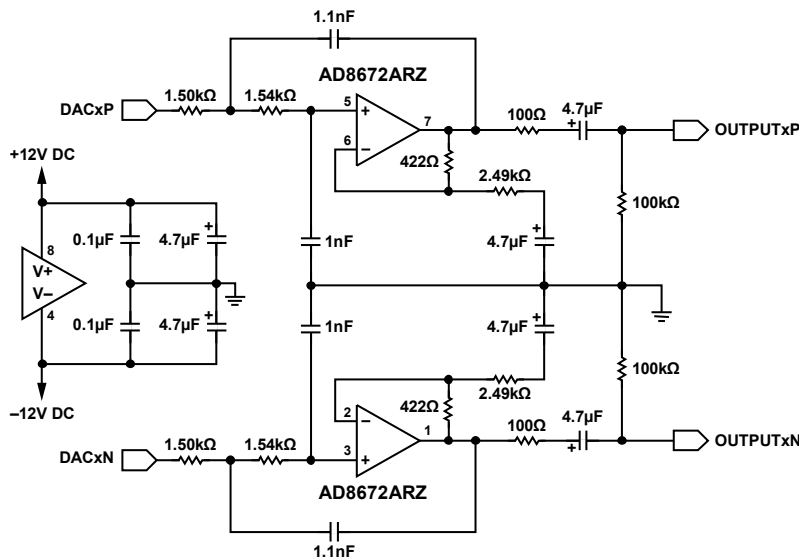 1.1nF
AD8672ARZ
DACxP
1.50kΩ
1.54kΩ
5
+
6
–
7
422Ω
100Ω
4.7µF
+
OUTPUTxP
2.49kΩ
100kΩ
4.7µF
+
1nF
+12V DC
0.1µF
4.7µF
+
8
V+
V–
4
0.1µF
4.7µF
+
–12V DC
1nF
4.7µF
+
2.49kΩ
100kΩ
422Ω
2
–
3
+
1
100Ω
4.7µF
+
OUTPUTxN
DACxN
1.50kΩ
1.54kΩ
AD8672ARZ
1.1nF